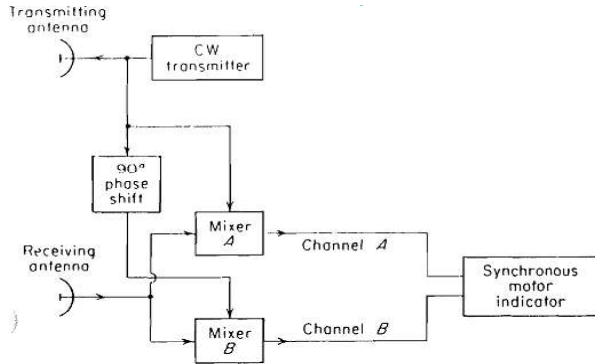 Transmitting
antenna
CW
transmitter
90°
phase
shift
Receiving
antenna
Mixer
A
Channel A
Synchronous
motor
indicator
Mixer
B
Channel B